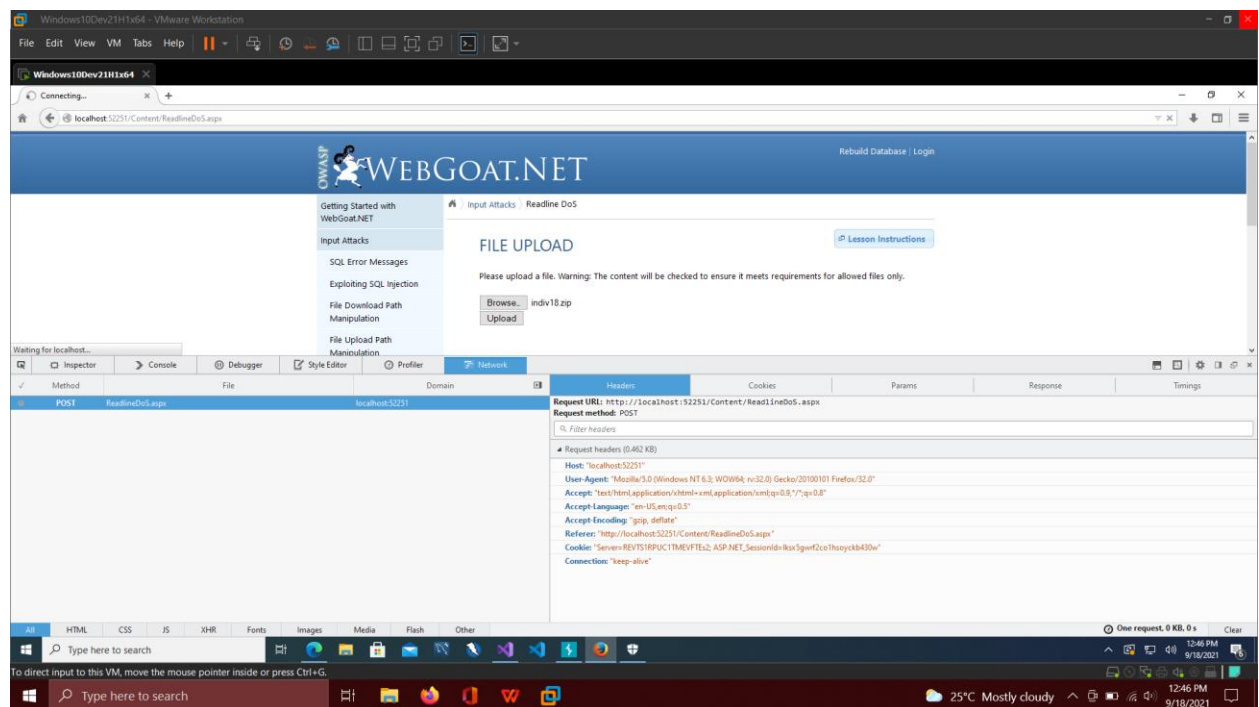 Windows10Dev21H1x64 - VMware Workstation
File Edit View VM Tabs Help
Windows10Dev21H1x64
Connecting...
localhost:52251/Content/ReadlineDoS.aspx
OWASP
WEBGOAT.NET
Rebuild Database | Login
Getting Started with
WebGoat.NET
Input Attacks
SQL Error Messages
Exploiting SQL Injection
File Download Path
Manipulation
File Upload Path
Manipulation
Input Attacks Readline DoS
Lesson Instructions
FILE UPLOAD
Please upload a file. Warning: The content will be checked to ensure it meets requirements for allowed files only.
Browse.. indiv18.zip
Upload
Waiting for localhost...
Inspector Console Debugger Style Editor Profiler Network
✓ Method File Domain
Headers Cookies Params Response Timings
POST ReadlineDoS.aspx localhost:52251
Request URL: http://localhost:52251/Content/ReadlineDoS.aspx
Request method: POST
Filter headers
Request headers (0.462 KB)
Host: "localhost:52251"
User-Agent: "Mozilla/5.0 (Windows NT 6.3; WOW64; rv:32.0) Gecko/20100101 Firefox/32.0"
Accept: "text/html,application/xhtml+xml,application/xml;q=0.9,*/*;q=0.8"
Accept-Language: "en-US,en;q=0.5"
Accept-Encoding: "gzip, deflate"
Referer: "http://localhost:52251/Content/ReadlineDoS.aspx"
Connection: "keep-alive"
All HTML CSS JS XHR Fonts Images Media Flash Other
One request, 0 KB, 0 s Clear
Type here to search
12:46 PM
9/18/2021
To direct input to this VM, move the mouse pointer inside or press Ctrl+G.
Type here to search
25°C Mostly cloudy
12:46 PM
9/18/2021